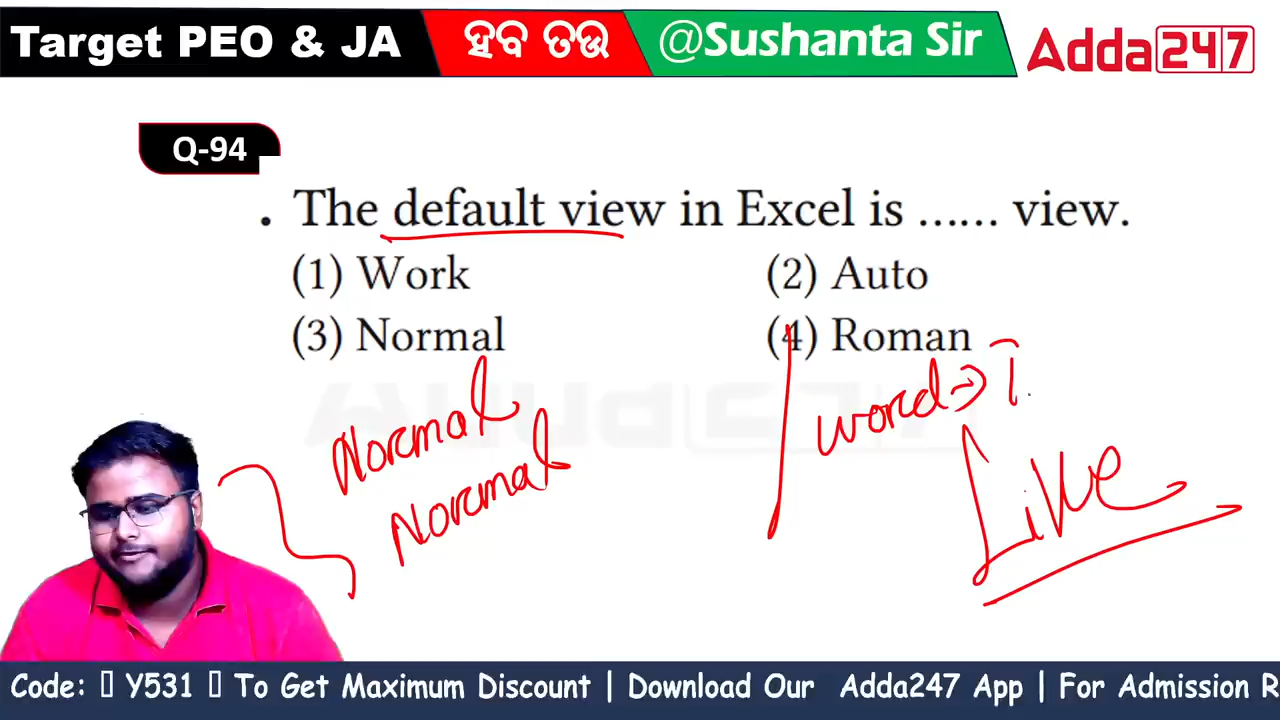 Target PEO & JA ହବ ତଉ @Sushanta Sir Adda247
Q-94
. The default view in Excel is ...... view.
(1) Work (2) Auto
(3) Normal (4) Roman
Normal
Normal
word → I
Like
Code: Y531 To Get Maximum Discount | Download Our Adda247 App | For Admission R